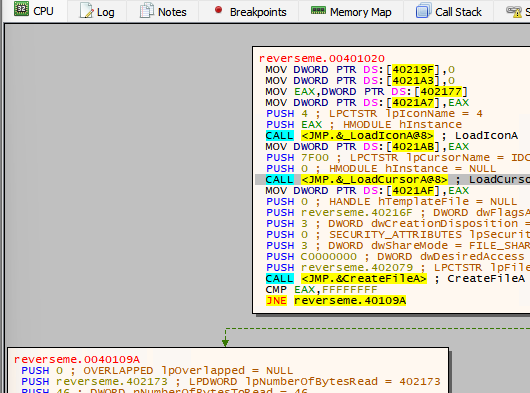 CPU Log Notes Breakpoints Memory Map Call Stack
reverseme.00401020
MOV DWORD PTR DS:[40219F],0
MOV DWORD PTR DS:[4021A3],0
MOV EAX,DWORD PTR DS:[402177]
MOV DWORD PTR DS:[4021A7],EAX
PUSH 4 ; LPCTSTR lpIconName = 4
PUSH EAX ; HMODULE hInstance
CALL <JMP.&_LoadIconA@8> ; LoadIconA
MOV DWORD PTR DS:[4021AB],EAX
PUSH 7F00 ; LPCTSTR lpCursorName = IDC
PUSH 0 ; HMODULE hInstance = NULL
CALL <JMP.&_LoadCursorA@8> ; LoadCurso
MOV DWORD PTR DS:[4021AF],EAX
PUSH 0 ; HANDLE hTemplateFile = NULL
PUSH reverseme.40216F ; DWORD dwFlagsA
PUSH 3 ; DWORD dwCreationDisposition =
PUSH 0 ; SECURITY_ATTRIBUTES lpSecurit
PUSH 3 ; DWORD dwShareMode = FILE_SHAR
PUSH C0000000 ; DWORD dwDesiredAccess
PUSH reverseme.402079 ; LPCTSTR lpFile
CALL <JMP.&CreateFileA> ; CreateFileA
CMP EAX,FFFFFFFF
JNE reverseme.40109A
reverseme.0040109A
PUSH 0 ; OVERLAPPED lpOverlapped = NULL
PUSH reverseme.402173 ; LPDWORD lpNumberOfBytesRead = 402173
PUSH 46 ; DWORD nNumberOfBytesToRead = 46